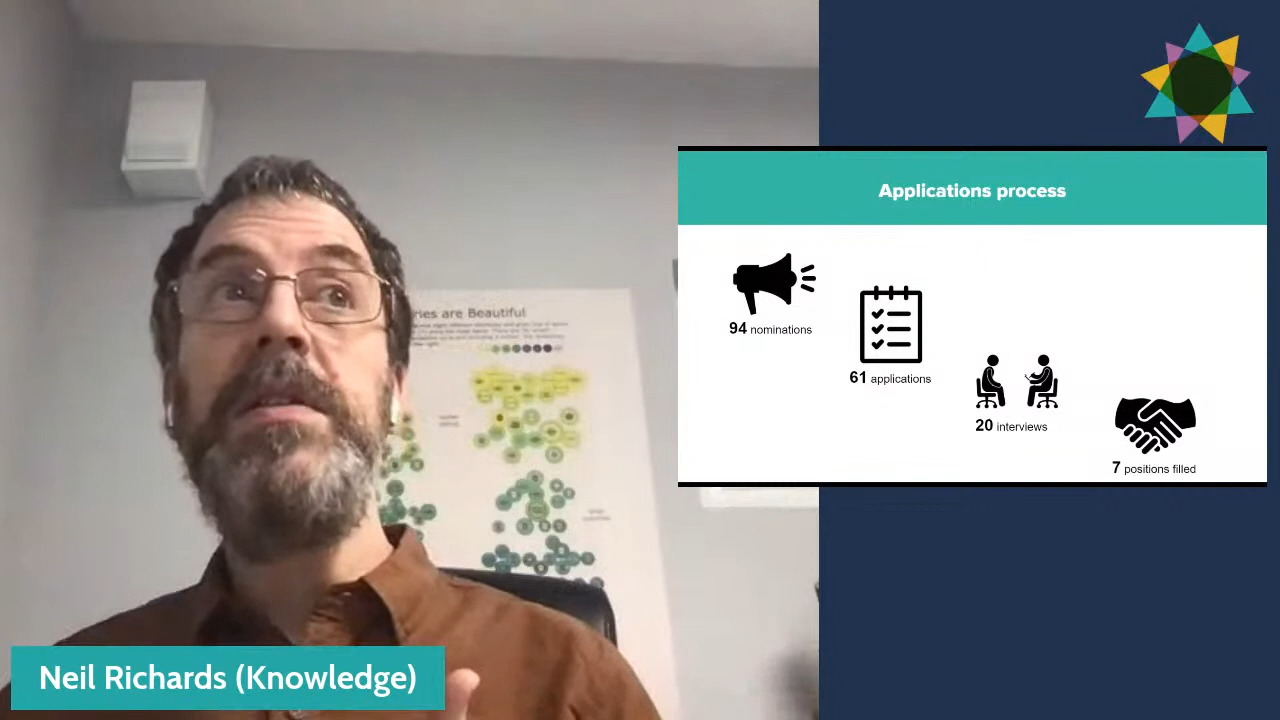 Applications process
94 nominations
61 applications
20 interviews
7 positions filled
ries are Beautiful
Neil Richards (Knowledge)